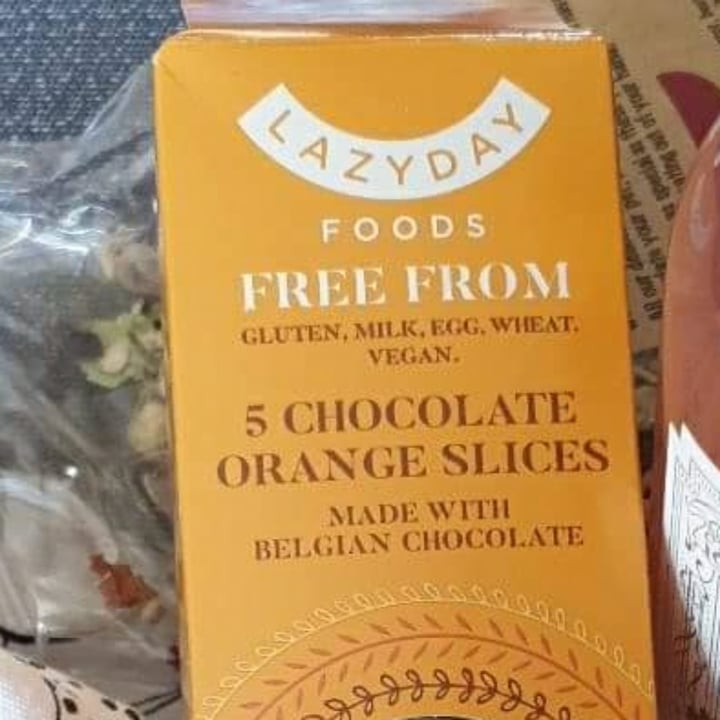 LAZYDAY
FOODS
FREE FROM
GLUTEN, MILK, EGG, WHEAT.
VEGAN.
5 CHOCOLATE
ORANGE SLICES
MADE WITH
BELGIAN CHOCOLATE